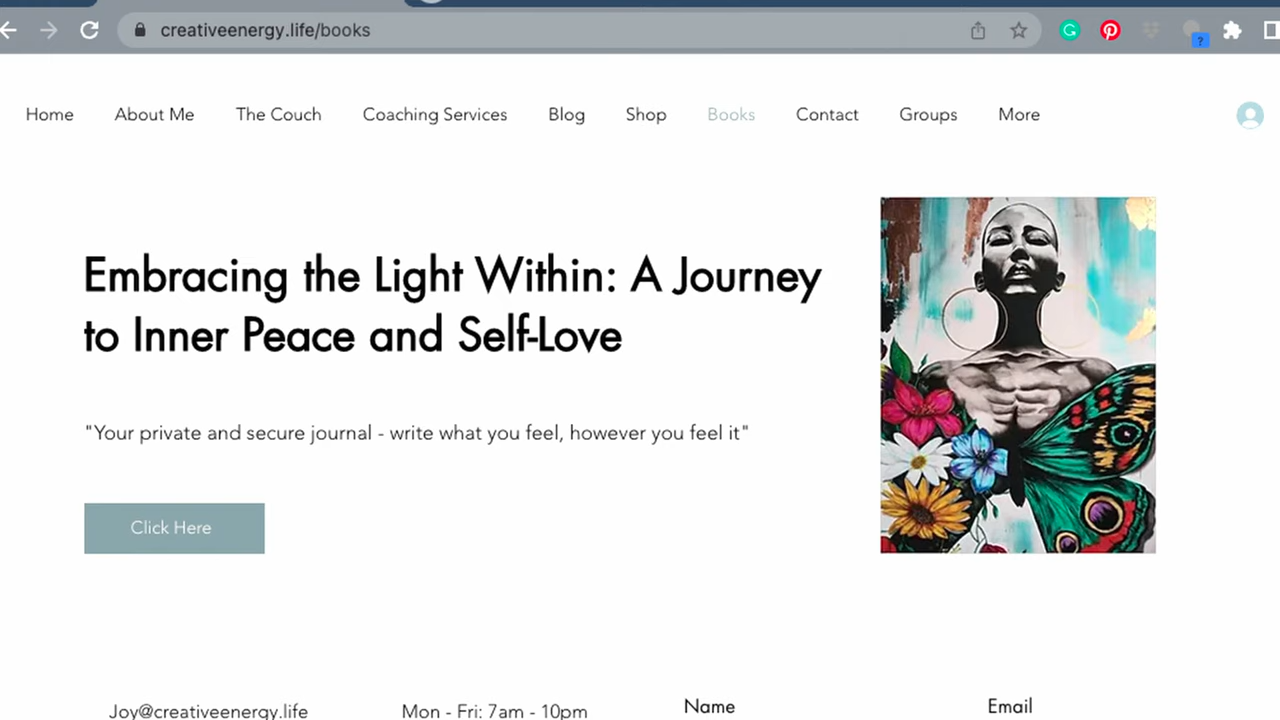 creativeenergy.life/books
Home About Me The Couch Coaching Services Blog Shop Books Contact Groups More
Embracing the Light Within: A Journey
to Inner Peace and Self-Love
"Your private and secure journal - write what you feel, however you feel it"
Click Here
Joy@creativeenergy.life Mon - Fri: 7am - 10pm Name Email